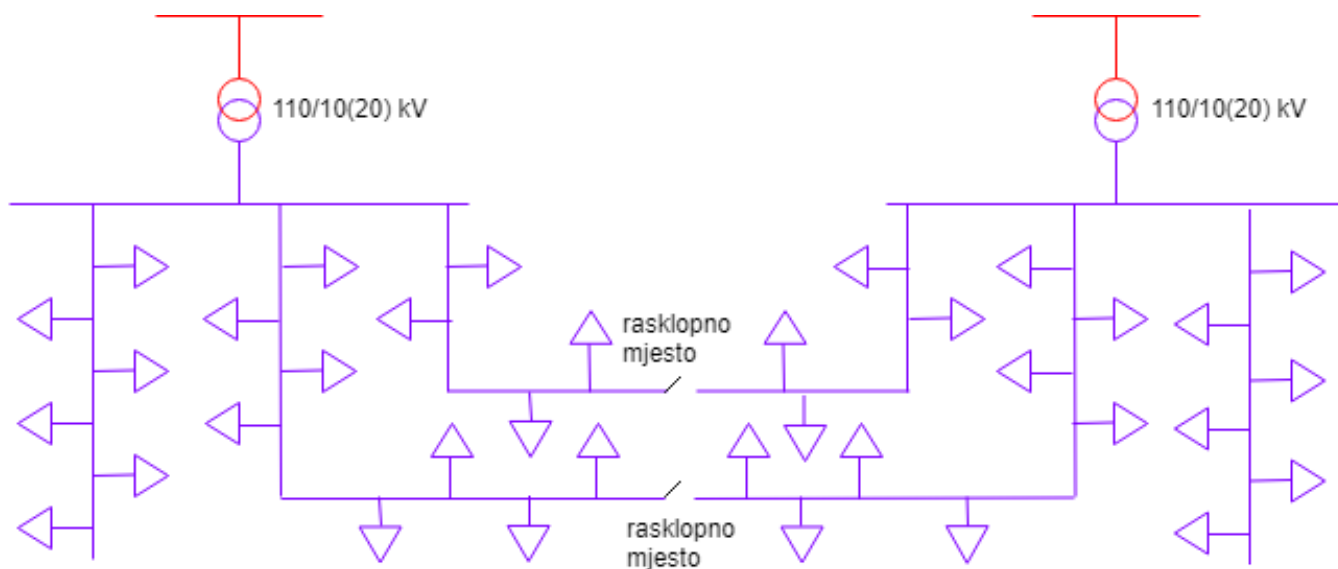 110/10(20) kV
110/10(20) kV
rasklopno
mjesto
rasklopno
mjesto